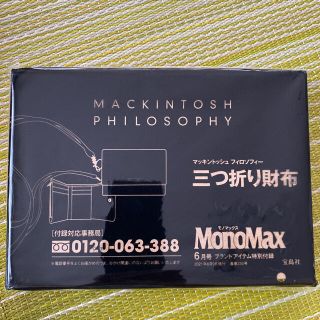 MACKINTOSH
PHILOSOPHY
マッキントッシュ フィロソフィー
三つ折り財布
[付録対応事務局]
0120-063-388
モノマックス
MonoMax
6月号 ブランドアイテム特別付録
宝島社